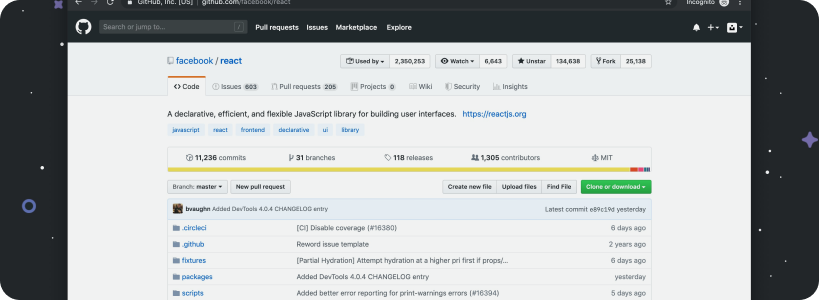 GitHub, Inc. [US] | github.com/facebook/react
Incognito
Search or jump to... /
Pull requests Issues Marketplace Explore
facebook / react
Used by 2,350,253 Watch 6,643 Unstar 134,638 Fork 25,138
Code Issues 603 Pull requests 205 Projects 0 Wiki Security Insights
A declarative, efficient, and flexible JavaScript library for building user interfaces. https://reactjs.org
javascript react frontend declarative ui library
11,236 commits 31 branches 118 releases 1,305 contributors MIT
Branch: master New pull request Create new file Upload files Find File Clone or download
bvaughn Added DevTools 4.0.4 CHANGELOG entry Latest commit e89c19d yesterday
.circleci [CI] Disable coverage (#16380) 6 days ago
.github Reword issue template 2 years ago
fixtures [Partial Hydration] Attempt hydration at a higher pri first if props/... 6 days ago
packages Added DevTools 4.0.4 CHANGELOG entry yesterday
scripts Added better error reporting for print-warnings errors (#16394) 5 days ago